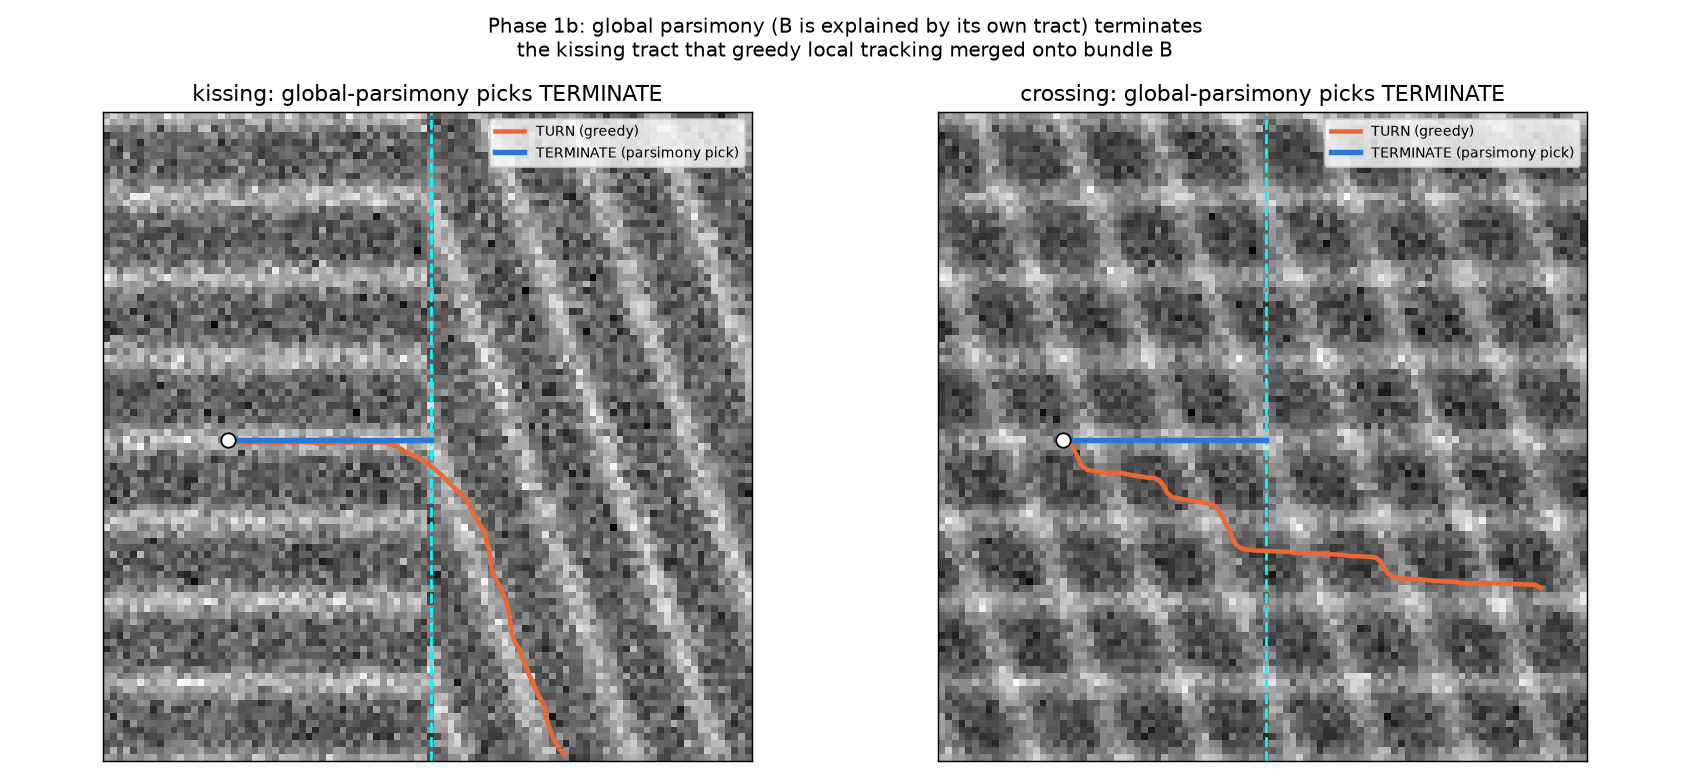 Phase 1b: global parsimony (B is explained by its own tract) terminates
the kissing tract that greedy local tracking merged onto bundle B
kissing: global-parsimony picks TERMINATE
TURN (greedy)
TERMINATE (parsimony pick)
crossing: global-parsimony picks TERMINATE
TURN (greedy)
TERMINATE (parsimony pick)